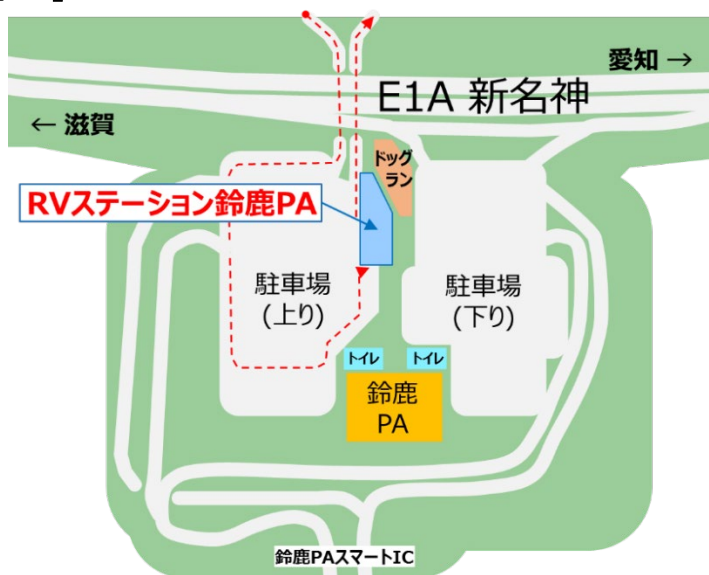 愛知 →
E1A 新名神
← 滋賀
ドッグ
ラン
RVステーション鈴鹿PA
駐車場
(上り)
駐車場
(下り)
トイレ
トイレ
鈴鹿
PA
鈴鹿PAスマートIC